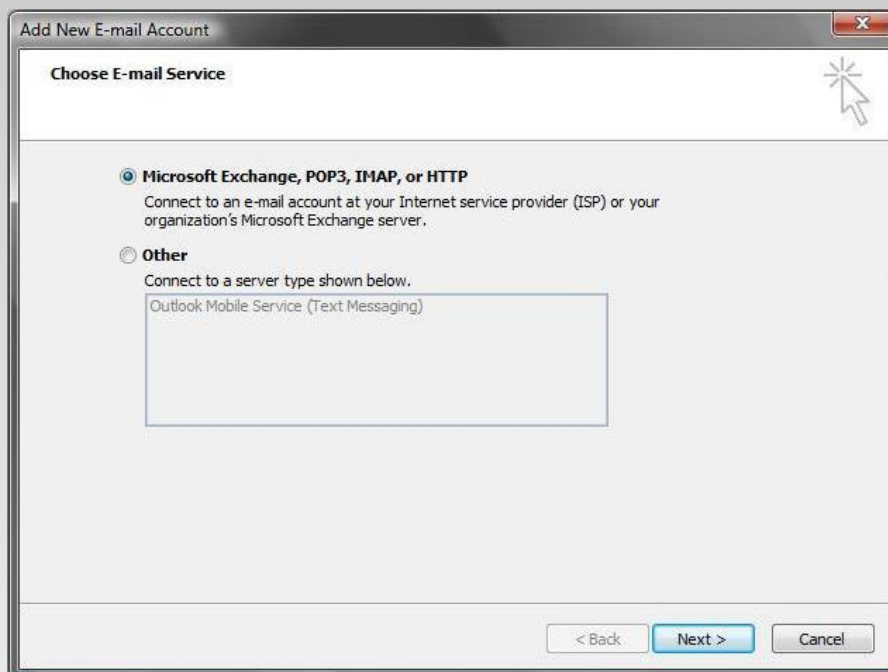 Add New E-mail Account
Choose E-mail Service
Microsoft Exchange, POP3, IMAP, or HTTP
Connect to an e-mail account at your Internet service provider (ISP) or your
organization's Microsoft Exchange server.
Other
Connect to a server type shown below.
Outlook Mobile Service (Text Messaging)
< Back
Next >
Cancel